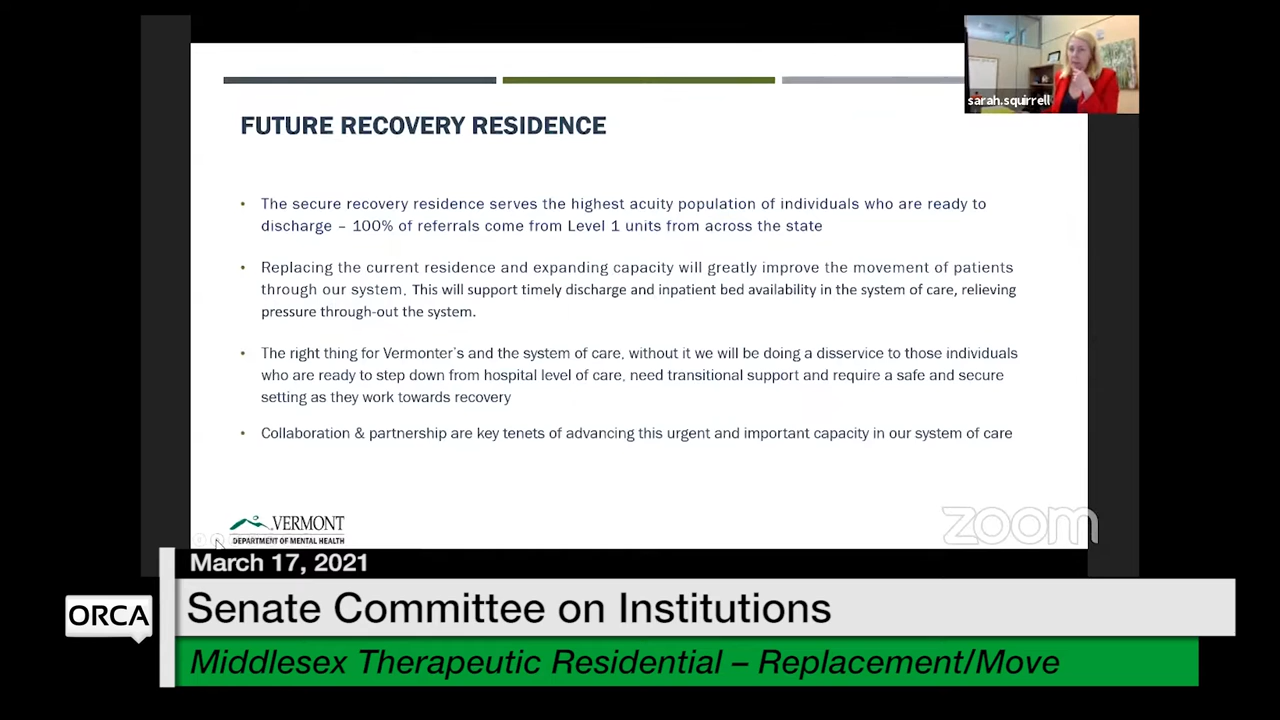 sarah.squirrell
FUTURE RECOVERY RESIDENCE
• The secure recovery residence serves the highest acuity population of individuals who are ready to
discharge – 100% of referrals come from Level 1 units from across the state
• Replacing the current residence and expanding capacity will greatly improve the movement of patients
through our system. This will support timely discharge and inpatient bed availability in the system of care, relieving
pressure through-out the system.
• The right thing for Vermonter's and the system of care, without it we will be doing a disservice to those individuals
who are ready to step down from hospital level of care, need transitional support and require a safe and secure
setting as they work towards recovery
• Collaboration & partnership are key tenets of advancing this urgent and important capacity in our system of care
VERMONT
DEPARTMENT OF MENTAL HEALTH
zoom
March 17, 2021
ORCA
Senate Committee on Institutions
Middlesex Therapeutic Residential – Replacement/Move